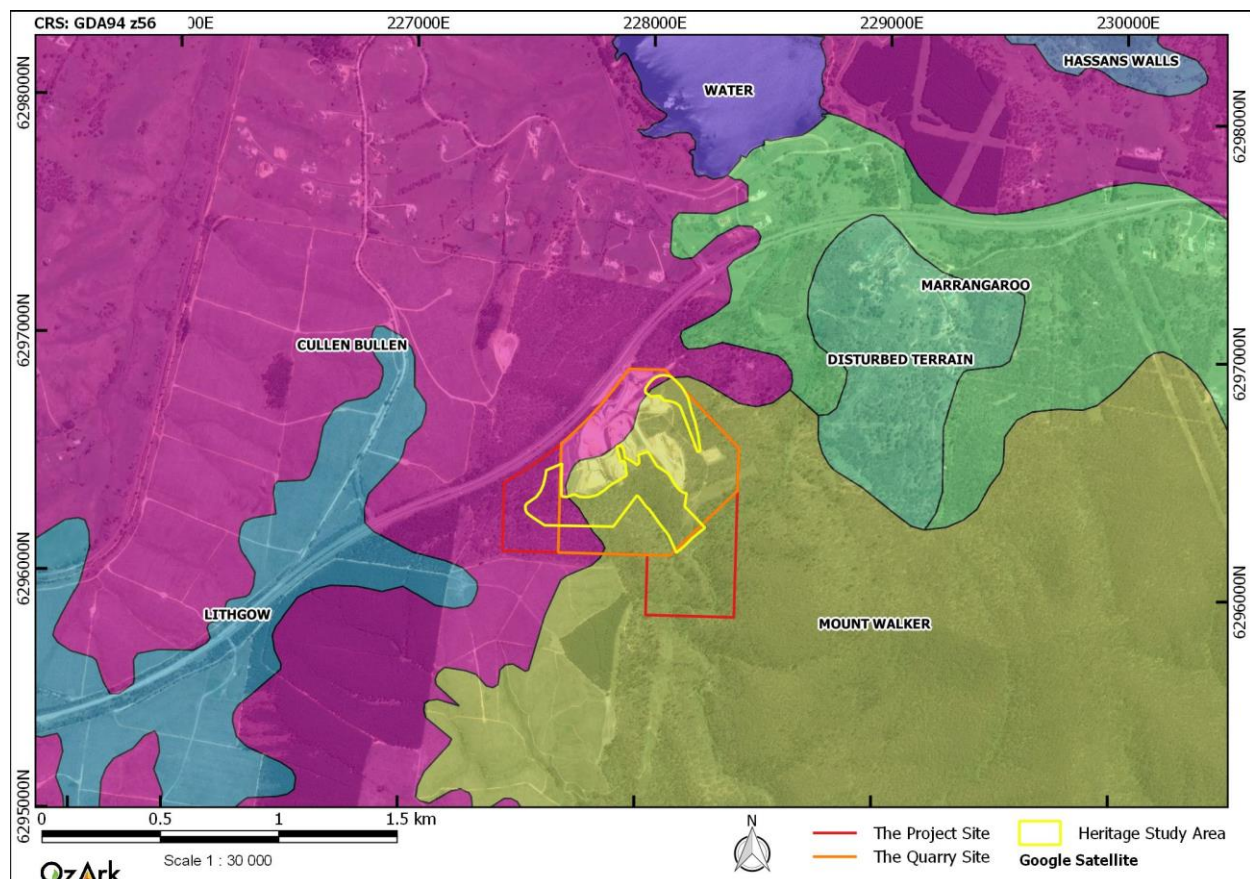 CRS: GDA94 z56
00E
227000E
228000E
229000E
230000E
HASSANS WALLS
WATER
6298000N
6298000N
MARRANGAROO
CULLEN BULLEN
DISTURBED TERRAIN
6297000N
6297000N
6296000N
6296000N
LITHGOW
MOUNT WALKER
6295000N
0
0.5
1
1.5 km
Scale 1 : 30 000
OzArk
N
The Project Site
The Quarry Site
Heritage Study Area
Google Satellite